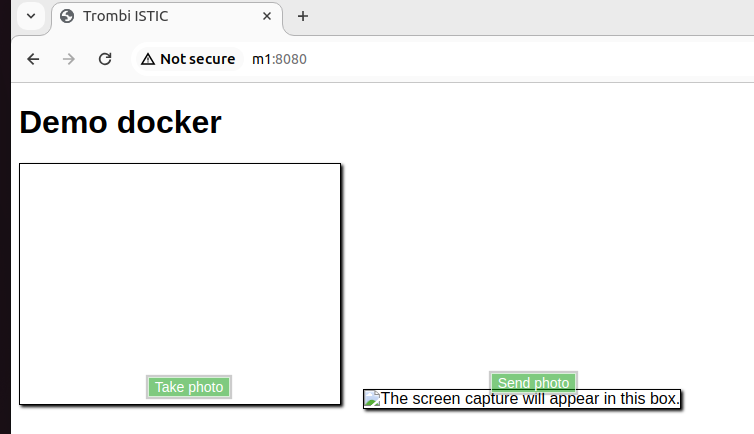 Trombi ISTIC
Not secure m1:8080
Demo docker
Take photo
Send photo
The screen capture will appear in this box.